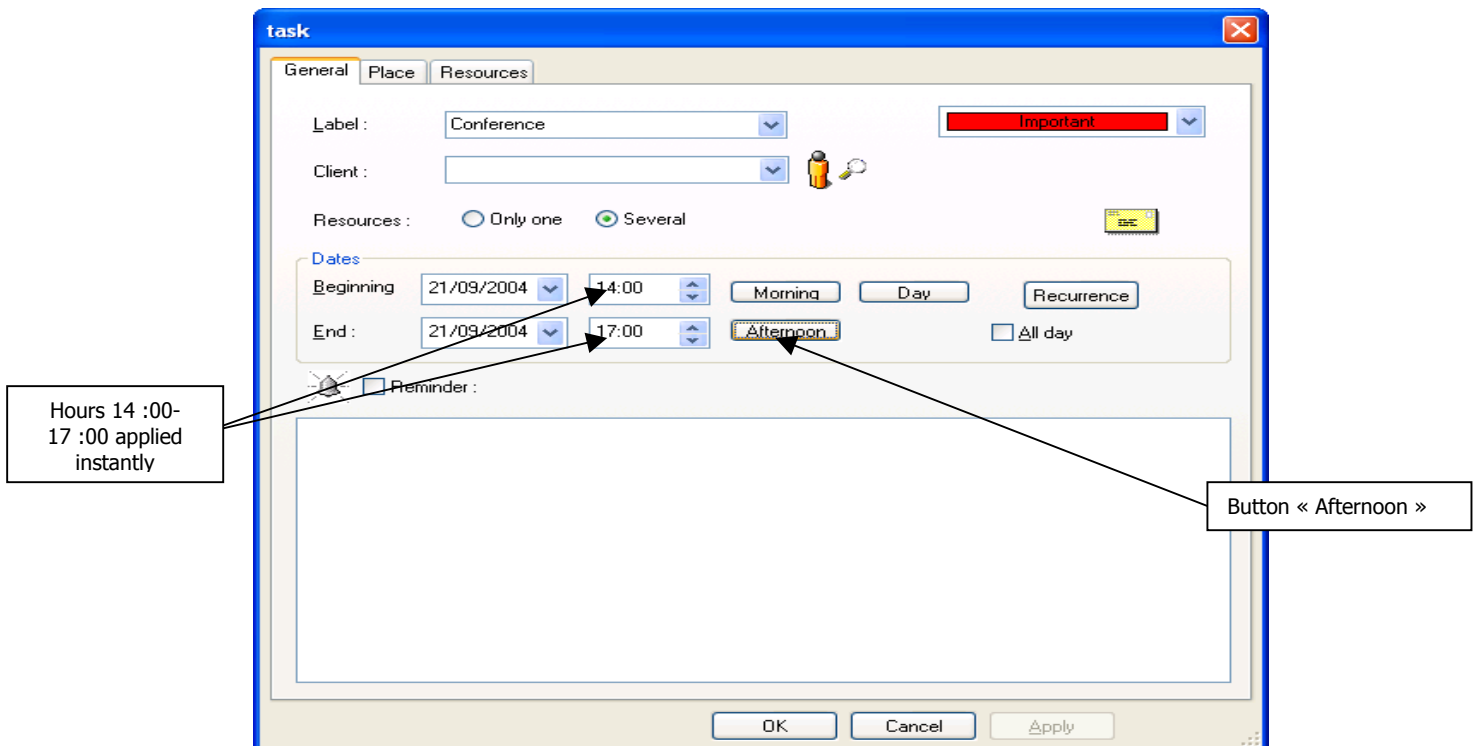 task
General Place Resources
Label : Conference Important
Client :
Resources : Only one Several
Dates
Beginning 21/09/2004 14:00 Morning Day Recurrence
End : 21/09/2004 17:00 Afternoon All day
Reminder :
Hours 14 :00-
17 :00 applied
instantly
Button « Afternoon »
OK Cancel Apply